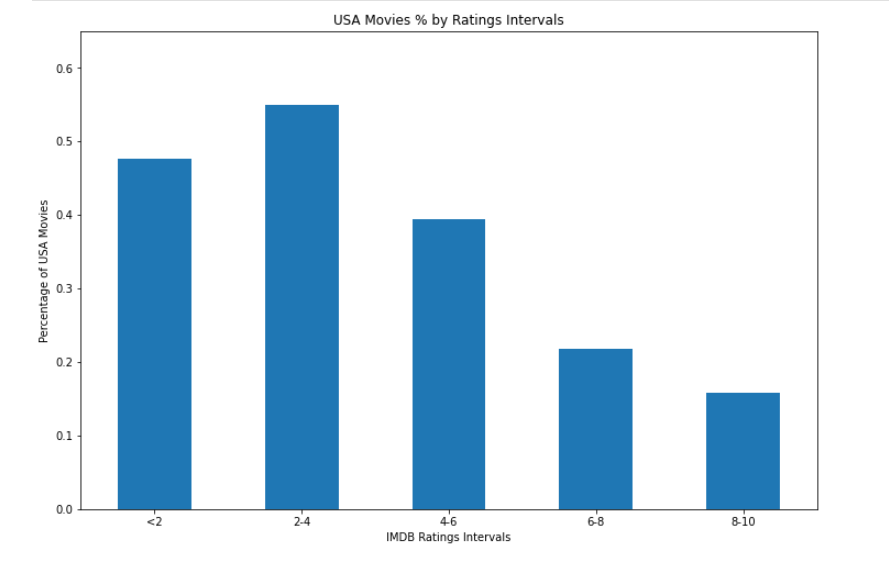 USA Movies % by Ratings Intervals
0.6
0.5
0.4
0.3
0.2
0.1
0.0
Percentage of USA Movies
<2 2-4 4-6 6-8 8-10
IMDB Ratings Intervals